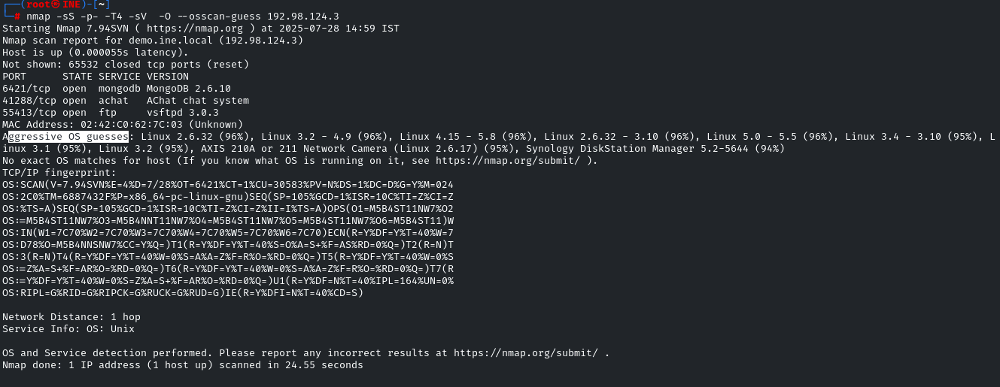 ┌──(root㉿INE)-[~]
└─# nmap -sS -p- -T4 -sV  -O --osscan-guess 192.98.124.3
Starting Nmap 7.94SVN ( https://nmap.org ) at 2025-07-28 14:59 IST
Nmap scan report for demo.ine.local (192.98.124.3)
Host is up (0.000055s latency).
Not shown: 65532 closed tcp ports (reset)
PORT      STATE SERVICE VERSION
6421/tcp  open  mongodb MongoDB 2.6.10
41288/tcp open  achat   AChat chat system
55413/tcp open  ftp     vsftpd 3.0.3
MAC Address: 02:42:C0:62:7C:03 (Unknown)
Aggressive OS guesses: Linux 2.6.32 (96%), Linux 3.2 - 4.9 (96%), Linux 4.15 - 5.8 (96%), Linux 2.6.32 - 3.10 (96%), Linux 5.0 - 5.5 (96%), Linux 3.4 - 3.10 (95%), L
inux 3.1 (95%), Linux 3.2 (95%), AXIS 210A or 211 Network Camera (Linux 2.6.17) (95%), Synology DiskStation Manager 5.2-5644 (94%)
No exact OS matches for host (If you know what OS is running on it, see https://nmap.org/submit/ ).
TCP/IP fingerprint:
OS:SCAN(V=7.94SVN%E=4%D=7/28%OT=6421%CT=1%CU=30583%PV=N%DS=1%DC=D%G=Y%M=024
OS:2C0%TM=6887432F%P=x86_64-pc-linux-gnu)SEQ(SP=105%GCD=1%ISR=10C%TI=Z%CI=Z
OS:%TS=A)SEQ(SP=105%GCD=1%ISR=10C%TI=Z%CI=Z%II=I%TS=A)OPS(O1=M5B4ST11NW7%O2
OS:=M5B4ST11NW7%O3=M5B4NNT11NW7%O4=M5B4ST11NW7%O5=M5B4ST11NW7%O6=M5B4ST11)W
OS:IN(W1=7C70%W2=7C70%W3=7C70%W4=7C70%W5=7C70%W6=7C70)ECN(R=Y%DF=Y%T=40%W=7
OS:D78%O=M5B4NNSNW7%CC=Y%Q=)T1(R=Y%DF=Y%T=40%S=O%A=S+%F=AS%RD=0%Q=)T2(R=N)T
OS:3(R=N)T4(R=Y%DF=Y%T=40%W=0%S=A%A=Z%F=R%O=%RD=0%Q=)T5(R=Y%DF=Y%T=40%W=0%S
OS:=Z%A=S+%F=AR%O=%RD=0%Q=)T6(R=Y%DF=Y%T=40%W=0%S=A%A=Z%F=R%O=%RD=0%Q=)T7(R
OS:=Y%DF=Y%T=40%W=0%S=Z%A=S+%F=AR%O=%RD=0%Q=)U1(R=Y%DF=N%T=40%IPL=164%UN=0%
OS:RIPL=G%RID=G%RIPCK=G%RUCK=G%RUD=G)IE(R=Y%DFI=N%T=40%CD=S)
Network Distance: 1 hop
Service Info: OS: Unix
OS and Service detection performed. Please report any incorrect results at https://nmap.org/submit/ .
Nmap done: 1 IP address (1 host up) scanned in 24.55 seconds